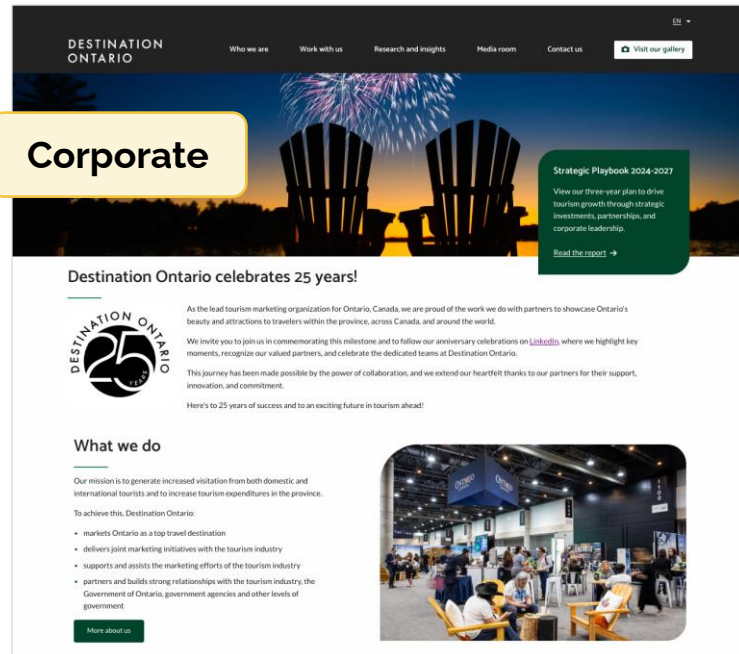 EN
DESTINATION
ONTARIO
Who we are
Work with us
Research and insights
Media room
Contact us
Visit our gallery
Corporate
Strategic Playbook 2024-2027
View our three-year plan to drive
tourism growth through strategic
investments, partnerships, and
corporate leadership.
Read the report →
Destination Ontario celebrates 25 years!
DESTINATION ONTARIO
25
YEARS
As the lead tourism marketing organization for Ontario, Canada, we are proud of the work we do with partners to showcase Ontario's
beauty and attractions to travelers within the province, across Canada, and around the world.
We invite you to join us in commemorating this milestone and to follow our anniversary celebrations on LinkedIn, where we highlight key
moments, recognize our valued partners, and celebrate the dedicated teams at Destination Ontario.
This journey has been made possible by the power of collaboration, and we extend our heartfelt thanks to our partners for their support,
innovation, and commitment.
Here's to 25 years of success and to an exciting future in tourism ahead!
What we do
Our mission is to generate increased visitation from both domestic and
international tourists and to increase tourism expenditures in the province.
To achieve this, Destination Ontario:
• markets Ontario as a top travel destination
• delivers joint marketing initiatives with the tourism industry
• supports and assists the marketing efforts of the tourism industry
• partners and builds strong relationships with the tourism industry, the
Government of Ontario, government agencies and other levels of
government
More about us
ONTARIO
ONTARIO